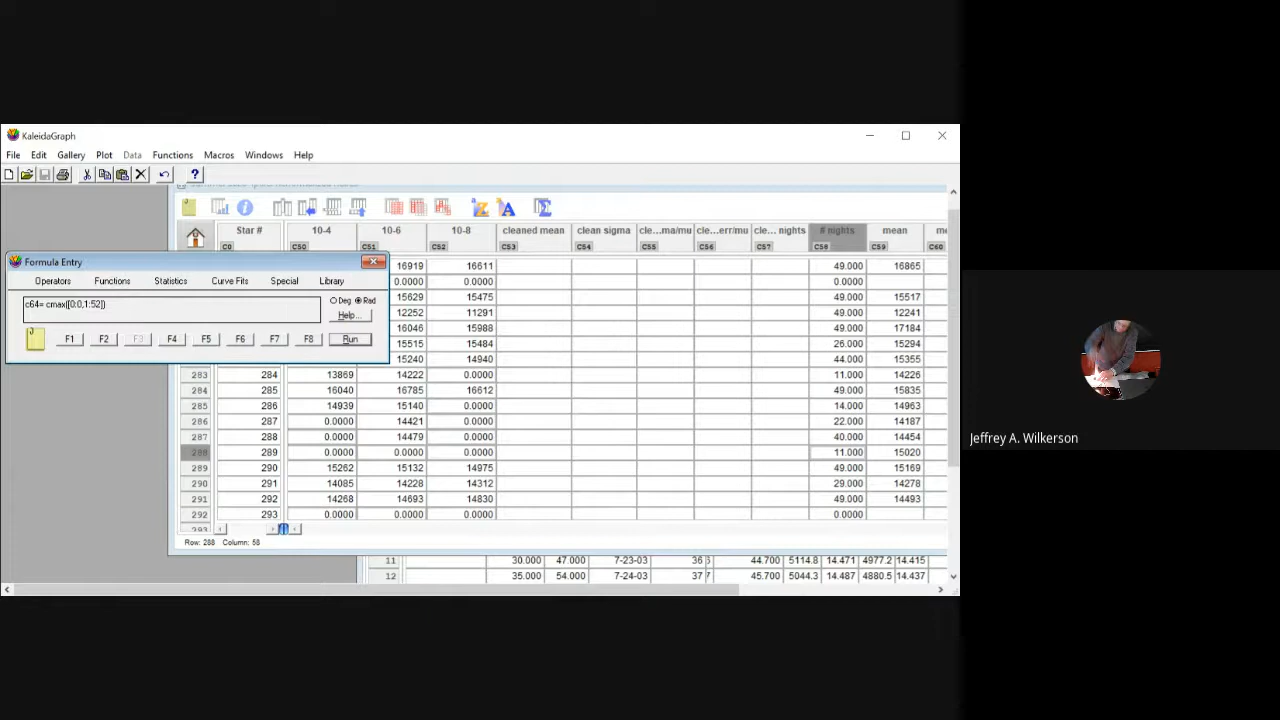 KaleidaGraph
File Edit Gallery Plot Data Functions Macros Windows Help
Star # 10-4 10-6 10-8 cleaned mean clean sigma cle...ma/mu cle...err/mu cle... nights # nights mean
C0 C50 C51 C52 C53 C54 C55 C56 C57 C58 C59 C60
Formula Entry
Operators Functions Statistics Curve Fits Special Library
c64= cmax([0:0,1:52])
Deg Rad
Help...
F1 F2 F3 F4 F5 F6 F7 F8 Run
16919 16611 49.000 16865
0.0000 0.0000 0.0000
15629 15475 49.000 15517
12252 11291 49.000 12241
16046 15988 49.000 17184
15515 15484 26.000 15294
15240 14940 44.000 15355
283 284 13869 14222 0.0000 11.000 14226
284 285 16040 16785 16612 49.000 15835
285 286 14939 15140 0.0000 14.000 14963
286 287 0.0000 14421 0.0000 22.000 14187
287 288 0.0000 14479 0.0000 40.000 14454
288 289 0.0000 0.0000 0.0000 11.000 15020
289 290 15262 15132 14975 49.000 15169
290 291 14085 14228 14312 29.000 14278
291 292 14268 14693 14830 49.000 14493
292 293 0.0000 0.0000 0.0000 0.0000
293
Row: 288 Column: 58
11 30.000 47.000 7-23-03 36 44.700 5114.8 14.471 4977.2 14.415
12 35.000 54.000 7-24-03 37 45.700 5044.3 14.487 4880.5 14.437
Jeffrey A. Wilkerson